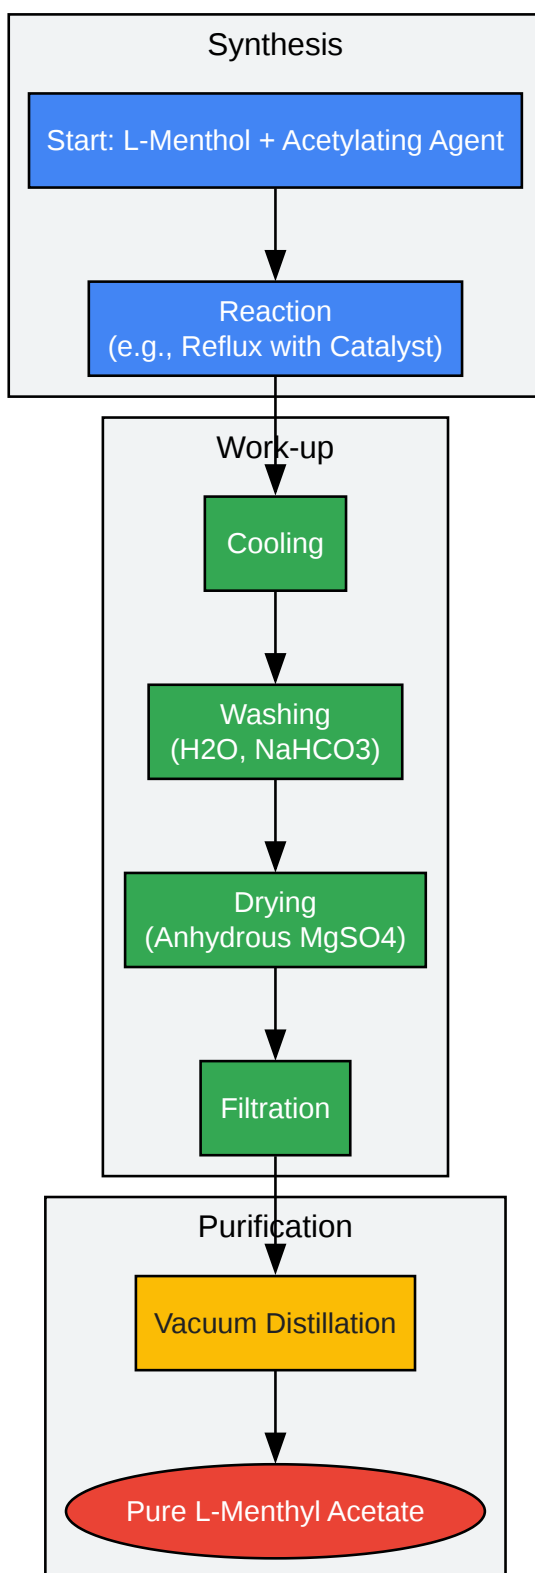 Synthesis
Start: L-Menthol + Acetylating Agent
Reaction
(e.g., Reflux with Catalyst)
Work-up
Cooling
Washing
(H2O, NaHCO3)
Drying
(Anhydrous MgSO4)
Filtration
Purification
Vacuum Distillation
Pure L-Menthyl Acetate